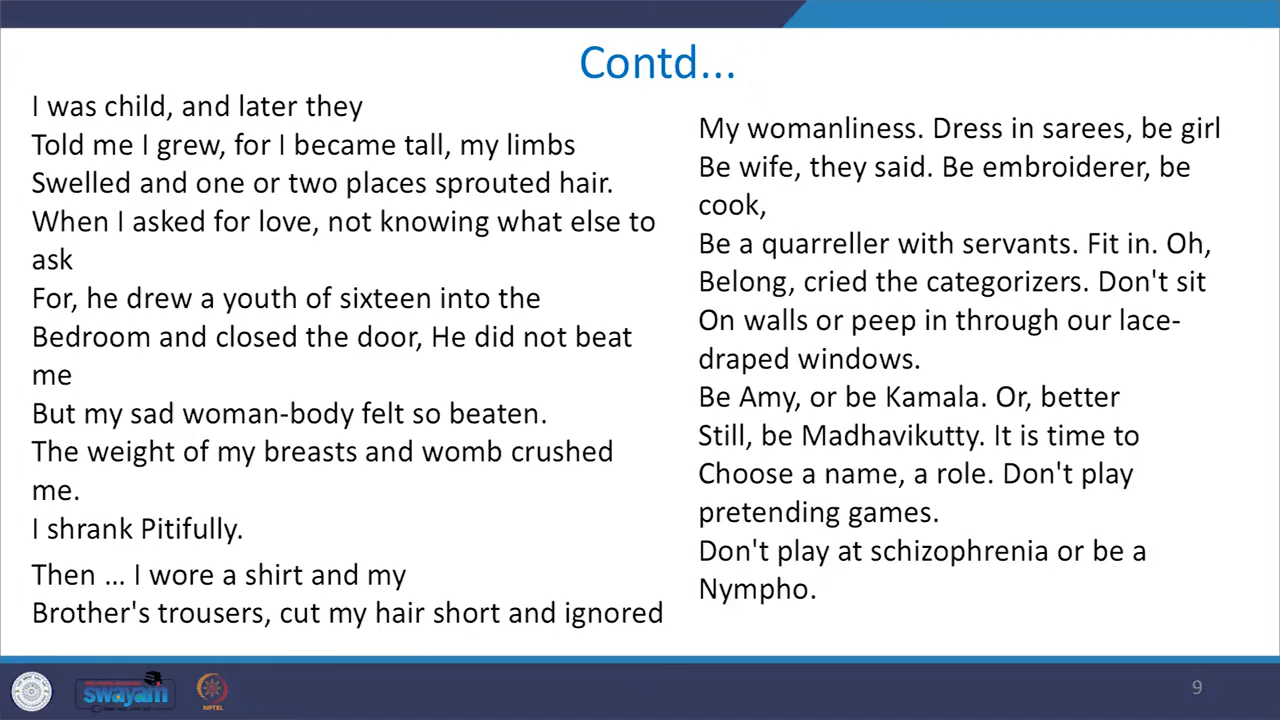 Contd...
I was child, and later they
Told me I grew, for I became tall, my limbs
Swelled and one or two places sprouted hair.
When I asked for love, not knowing what else to
ask
For, he drew a youth of sixteen into the
Bedroom and closed the door, He did not beat
me
But my sad woman-body felt so beaten.
The weight of my breasts and womb crushed
me.
I shrank Pitifully.
Then ... I wore a shirt and my
Brother's trousers, cut my hair short and ignored
My womanliness. Dress in sarees, be girl
Be wife, they said. Be embroiderer, be
cook,
Be a quarreller with servants. Fit in. Oh,
Belong, cried the categorizers. Don't sit
On walls or peep in through our lace-
draped windows.
Be Amy, or be Kamala. Or, better
Still, be Madhavikutty. It is time to
Choose a name, a role. Don't play
pretending games.
Don't play at schizophrenia or be a
Nympho.
swayam
NPTEL
9